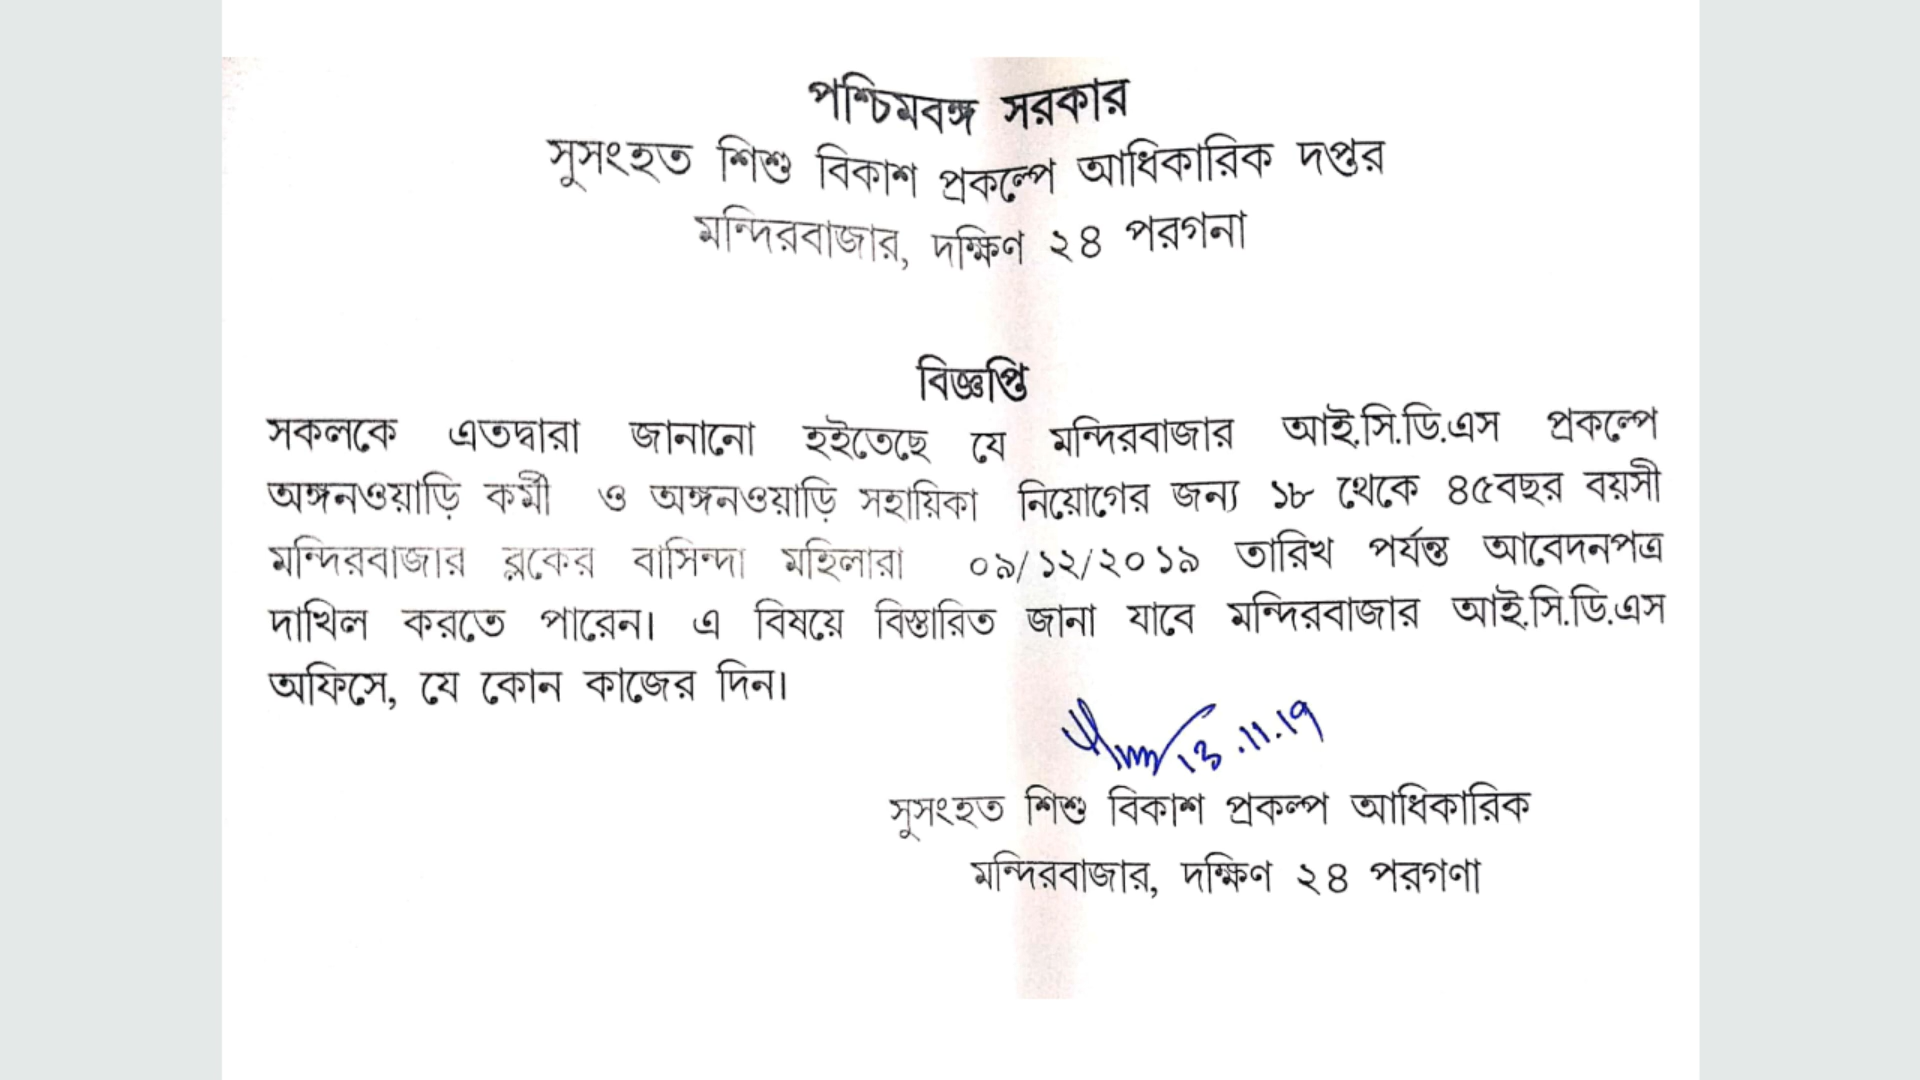 পশ্চিমবঙ্গ সরকার
সুসংহত শিশু বিকাশ প্রকল্পে আধিকারিক দপ্তর
মন্দিরবাজার, দক্ষিণ ২৪ পরগনা
বিজ্ঞপ্তি
সকলকে এতদ্বারা জানানো হইতেছে যে মন্দিরবাজার আই.সি.ডি.এস প্রকল্পে
অঙ্গনওয়াড়ি কর্মী ও অঙ্গনওয়াড়ি সহায়িকা নিয়োগের জন্য ১৮ থেকে ৪৫বছর বয়সী
মন্দিরবাজার ব্লকের বাসিন্দা মহিলারা ০৯/১২/২০১৯ তারিখ পর্যন্ত আবেদনপত্র
দাখিল করতে পারেন। এ বিষয়ে বিস্তারিত জানা যাবে মন্দিরবাজার আই.সি.ডি.এস
অফিসে, যে কোন কাজের দিন।
13.11.19
সুসংহত শিশু বিকাশ প্রকল্প আধিকারিক
মন্দিরবাজার, দক্ষিণ ২৪ পরগণা